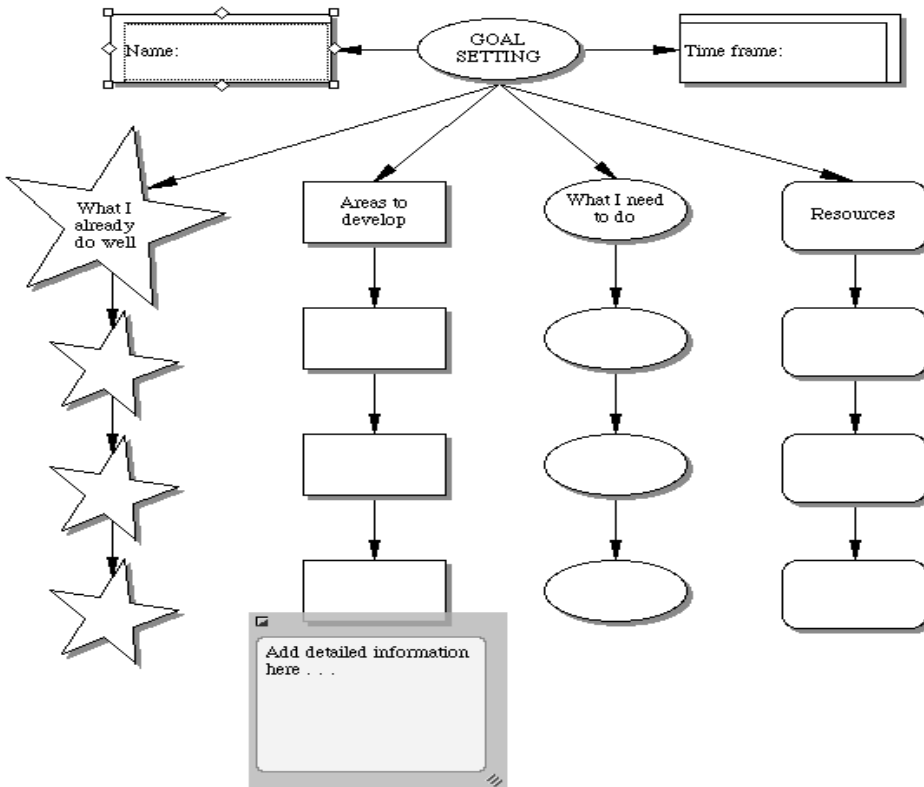 Name:
GOAL
SETTING
Time frame:
What I
already
do well
Areas to
develop
What I need
to do
Resources
Add detailed information
here . . .